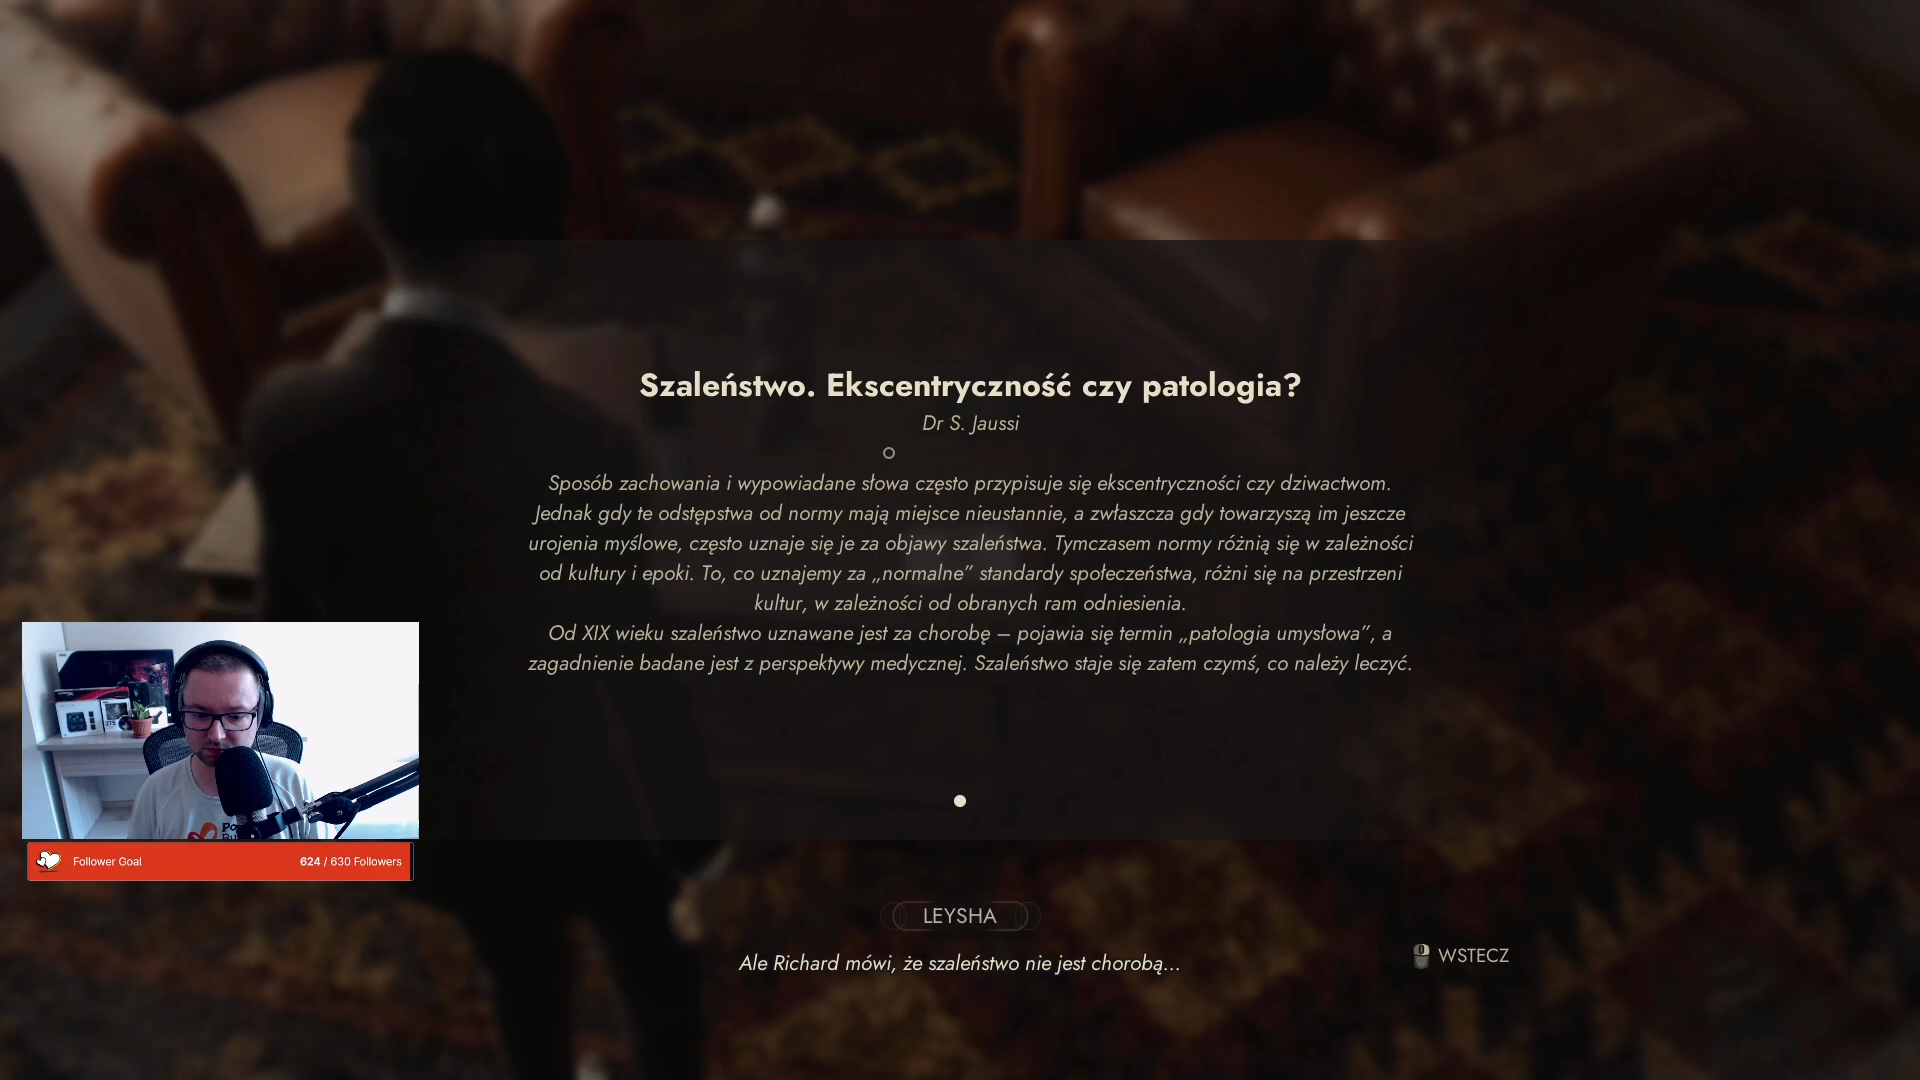 Szaleństwo. Ekscentryczność czy patologia?
Dr S. Jaussi
Sposób zachowania i wypowiadane słowa często przypisuje się ekscentryczności czy dziwactwom.
Jednak gdy te odstępstwa od normy mają miejsce nieustannie, a zwłaszcza gdy towarzyszą im jeszcze
urojenia myślowe, często uznaje się je za objawy szaleństwa. Tymczasem normy różnią się w zależności
od kultury i epoki. To, co uznajemy za „normalne” standardy społeczeństwa, różni się na przestrzeni
kultur, w zależności od obranych ram odniesienia.
Od XIX wieku szaleństwo uznawane jest za chorobę – pojawia się termin „patologia umysłowa”, a
zagadnienie badane jest z perspektywy medycznej. Szaleństwo staje się zatem czymś, co należy leczyć.
Follower Goal
624 / 630 Followers
LEYSHA
Ale Richard mówi, że szaleństwo nie jest chorobą...
WSTECZ